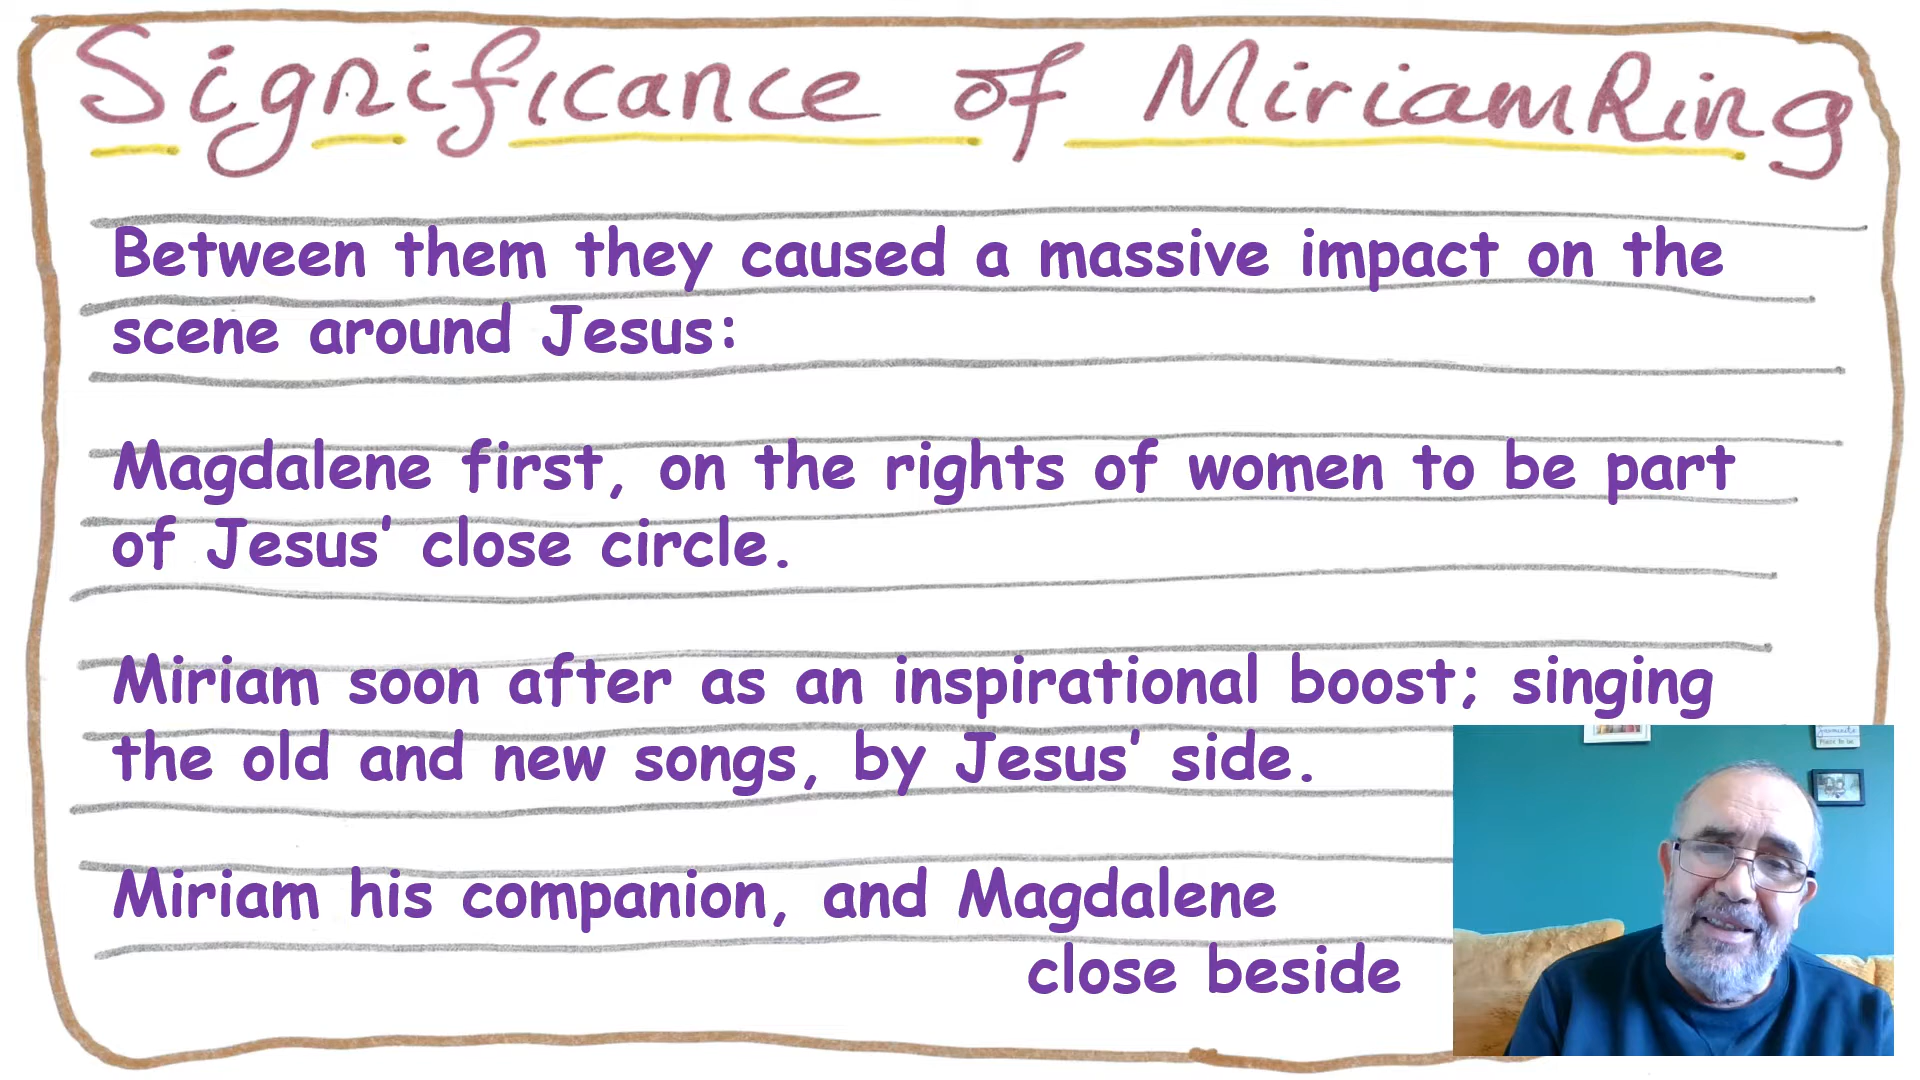 Significance of MiriamRing
Between them they caused a massive impact on the
scene around Jesus:
Magdalene first, on the rights of women to be part
of Jesus’ close circle.
Miriam soon after as an inspirational boost; singing
the old and new songs, by Jesus’ side.
Miriam his companion, and Magdalene
close beside